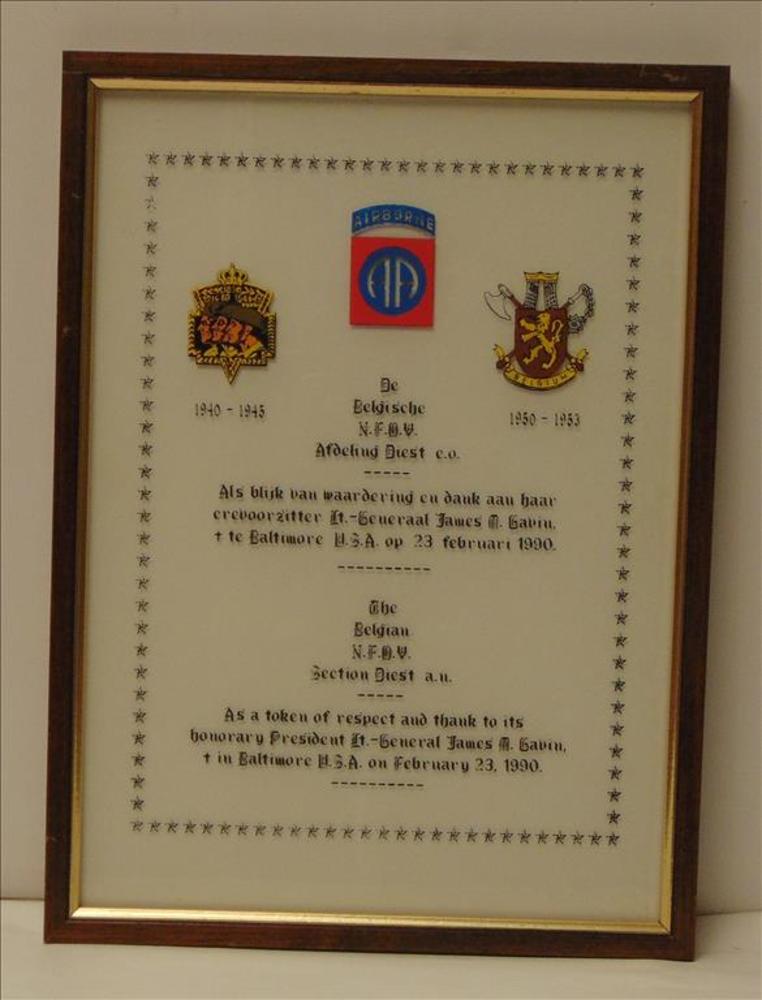 AIRBORNE
AA
BELGIUM
1940 - 1945
1950 - 1953
De
Belgische
N.F.O.V.
Afdeling Diest e.o.
Als blijk van waardering en dank aan haar
erevoorzitter Lt.-Generaal James M. Gavin,
† te Baltimore U.S.A. op 23 februari 1990.
The
Belgian
N.F.O.V.
Section Diest a.n.
As a token of respect and thank to its
honorary President Lt.-General James M. Gavin,
† in Baltimore U.S.A. on February 23, 1990.